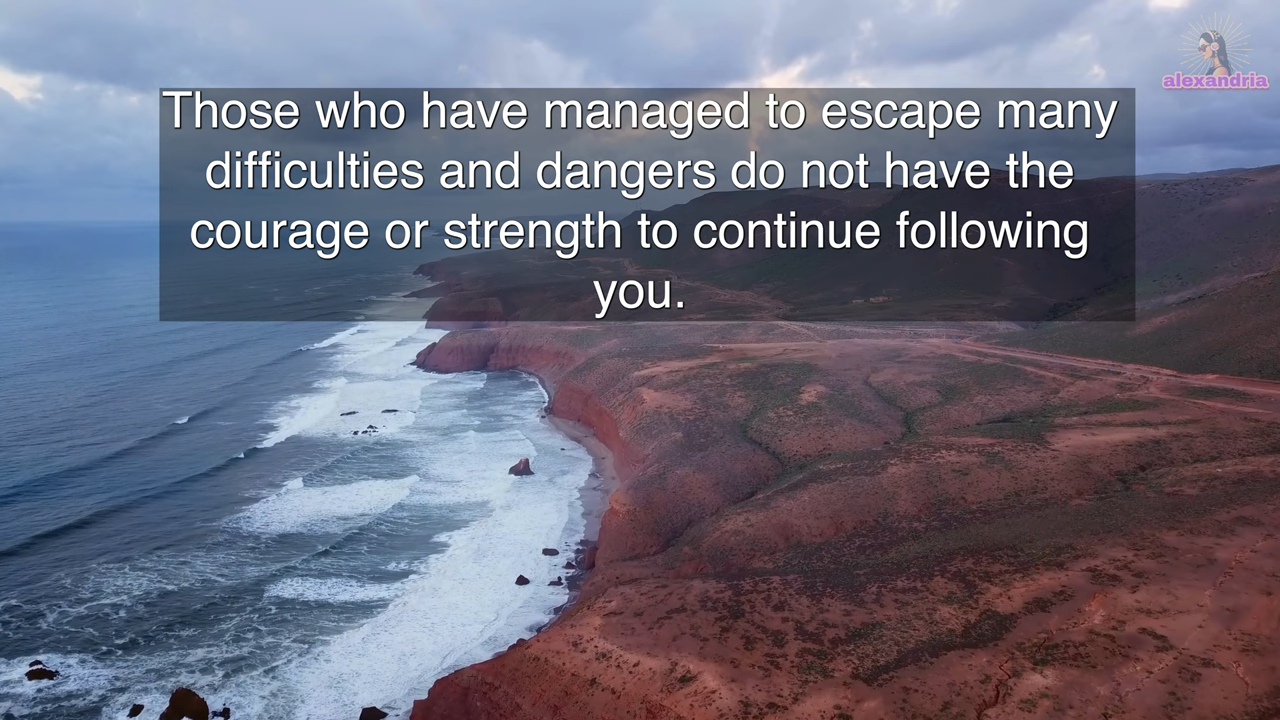 alexandria
Those who have managed to escape many
difficulties and dangers do not have the
courage or strength to continue following
you.